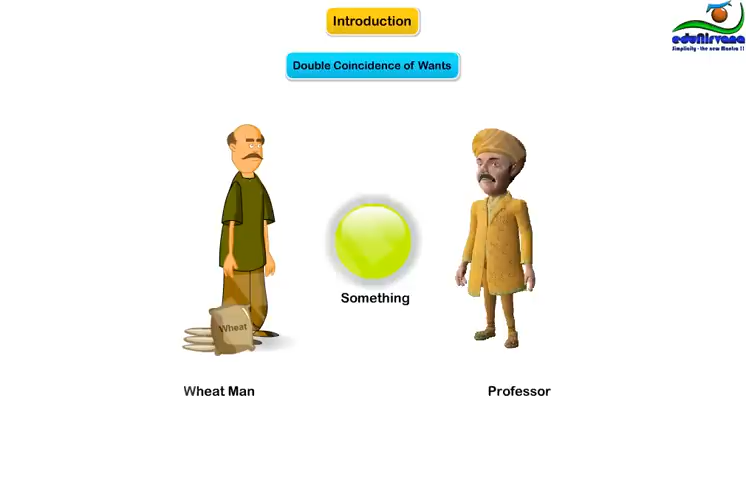 Introduction
Double Coincidence of Wants
eduNirvana
Simplicity - the new Mantra !!
Something
Wheat
Wheat Man
Professor